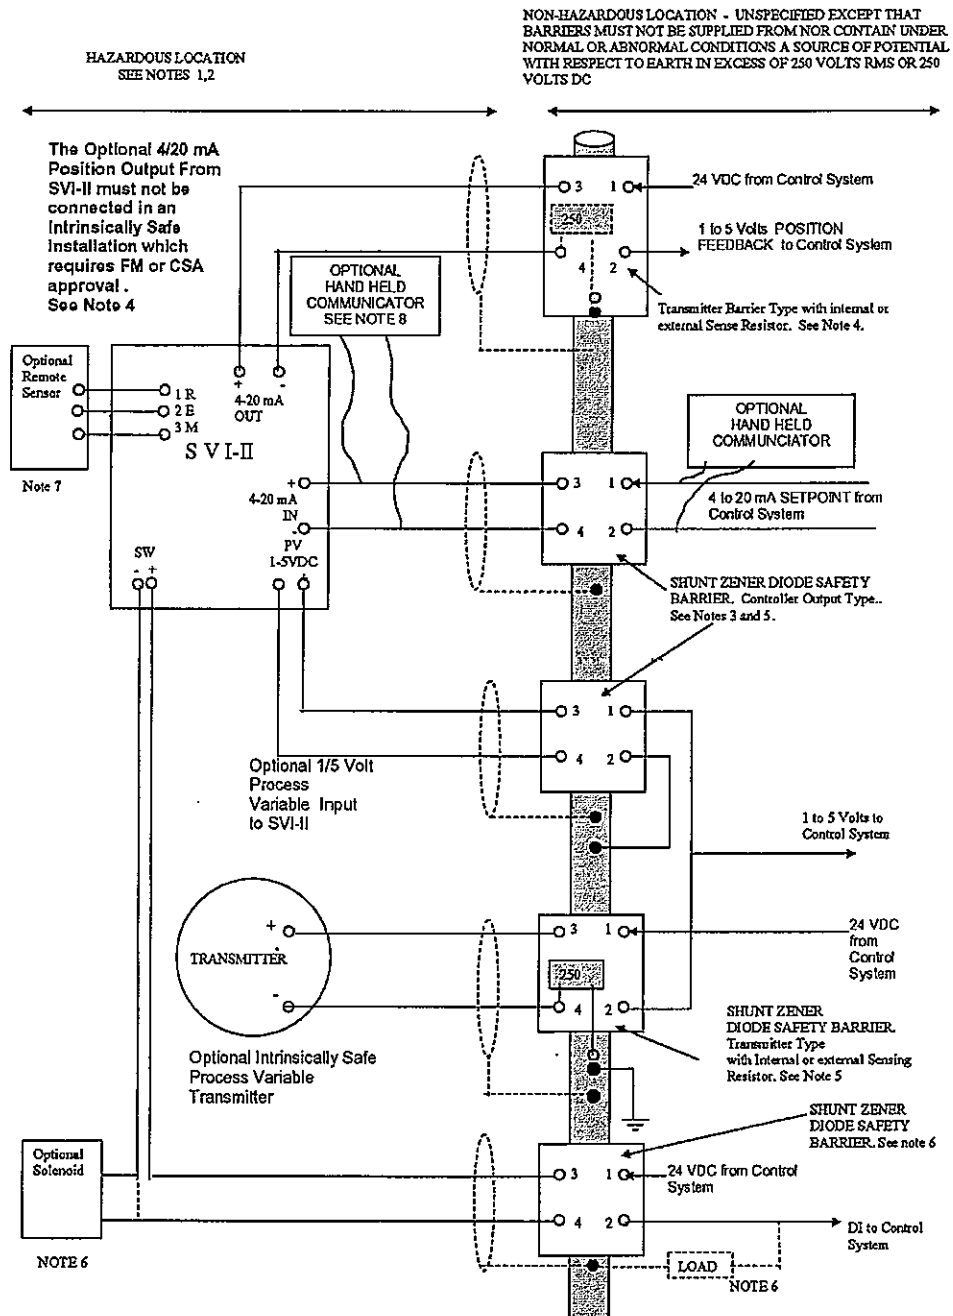 NON-HAZARDOUS LOCATION - UNSPECIFIED EXCEPT THAT
BARRIERS MUST NOT BE SUPPLIED FROM NOR CONTAIN UNDER
NORMAL OR ABNORMAL CONDITIONS A SOURCE OF POTENTIAL
WITH RESPECT TO EARTH IN EXCESS OF 250 VOLTS RMS OR 250
VOLTS DC
HAZARDOUS LOCATION
SEE NOTES 1,2
The Optional 4/20 mA
Position Output From
SVI-II must not be
connected in an
Intrinsically Safe
Installation which
requires FM or CSA
approval .
See Note 4
3 1
24 VDC from Control System
250
1 to 5 Volts POSITION
FEEDBACK to Control System
4 2
Transmitter Barrier Type with internal or
external Sense Resistor. See Note 4.
OPTIONAL
HAND HELD
COMMUNICATOR
SEE NOTE 8
Optional
Remote
Sensor
Note 7
1 R
2 E
3 M
+ -
4-20 mA
OUT
S V I-II
+
4-20 mA
IN
-
PV
1-5VDC
- +
SW
- +
OPTIONAL
HAND HELD
COMMUNCIATOR
3 1
4 2
4 to 20 mA SETPOINT from
Control System
SHUNT ZENER DIODE SAFETY
BARRIER. Controller Output Type..
See Notes 3 and 5.
3 1
4 2
Optional 1/5 Volt
Process
Variable Input
to SVI-II
1 to 5 Volts to
Control System
+
TRANSMITTER
-
Optional Intrinsically Safe
Process Variable
Transmitter
3 1
250
4 2
24 VDC
from
Control
System
SHUNT ZENER
DIODE SAFETY BARRIER.
Transmitter Type
with Internal or external Sensing
Resistor. See Note 5
SHUNT ZENER
DIODE SAFETY
BARRIER. See note 6
Optional
Solenoid
NOTE 6
3 1
24 VDC from Control
System
4 2
DI to Control
System
LOAD
NOTE 6